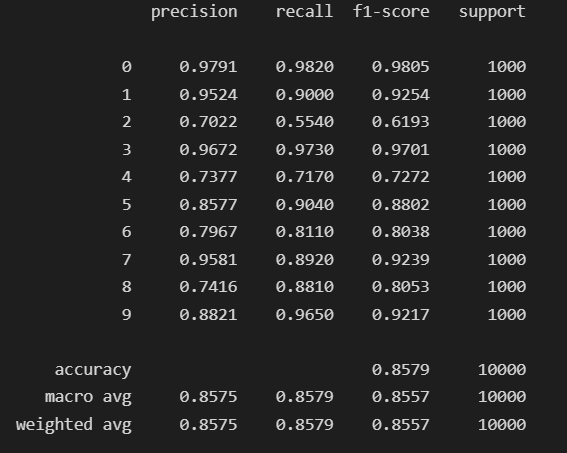 precision recall f1-score support
0 0.9791 0.9820 0.9805 1000
1 0.9524 0.9000 0.9254 1000
2 0.7022 0.5540 0.6193 1000
3 0.9672 0.9730 0.9701 1000
4 0.7377 0.7170 0.7272 1000
5 0.8577 0.9040 0.8802 1000
6 0.7967 0.8110 0.8038 1000
7 0.9581 0.8920 0.9239 1000
8 0.7416 0.8810 0.8053 1000
9 0.8821 0.9650 0.9217 1000
accuracy 0.8579 10000
macro avg 0.8575 0.8579 0.8557 10000
weighted avg 0.8575 0.8579 0.8557 10000